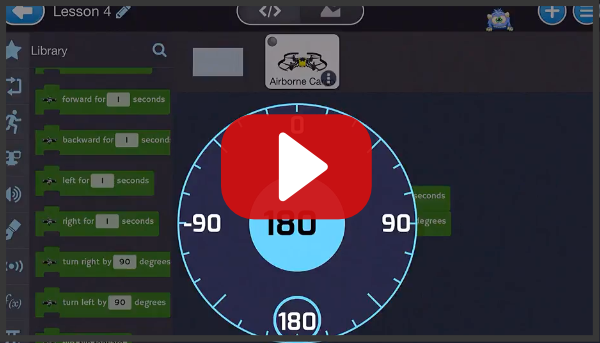 Lesson 4
</>
Library
Airborne Ca
forward for 1 seconds
backward for 1 second
left for 1 seconds
right for 1 seconds
turn right by 90 degrees
turn left by 90 degrees
f(x)
0
-90
180
90
180
seconds
egrees